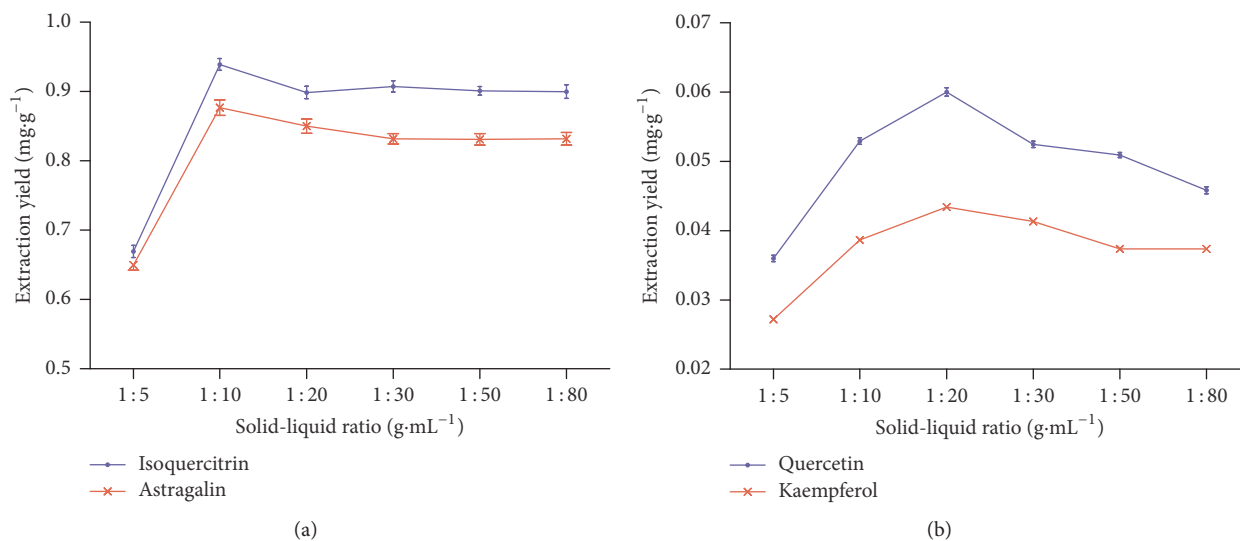 Extraction yield (mg·g⁻¹)
1.0
0.9
0.8
0.7
0.6
0.5
1 : 5 1 : 10 1 : 20 1 : 30 1 : 50 1 : 80
Solid-liquid ratio (g·mL⁻¹)
Isoquercitrin
Astragalin
(a)
Extraction yield (mg·g⁻¹)
0.07
0.06
0.05
0.04
0.03
0.02
1 : 5 1 : 10 1 : 20 1 : 30 1 : 50 1 : 80
Solid-liquid ratio (g·mL⁻¹)
Quercetin
Kaempferol
(b)